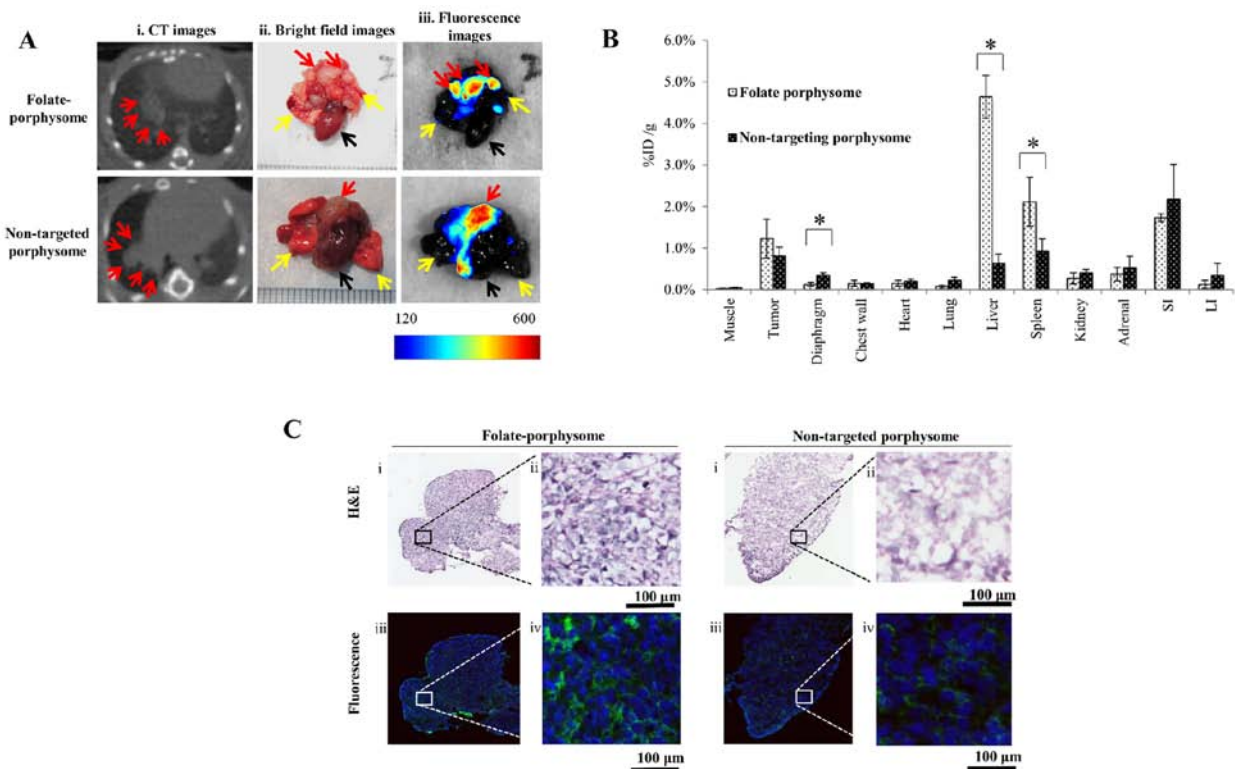 A
i. CT images
ii. Bright field images
iii. Fluorescence
images
Folate-
porphysome
Non-targeted
porphysome
120
600
B
6.0%
5.0%
4.0%
3.0%
2.0%
1.0%
0.0%
%ID /g
*
*
*
Folate porphysome
Non-targeting porphysome
Muscle
Tumor
Diaphragm
Chest wall
Heart
Lung
Liver
Spleen
Kidney
Adrenal
SI
LI
C
Folate-porphysome
Non-targeted porphysome
H&E
i
ii
i
ii
100 μm
100 μm
Fluorescence
iii
iv
iii
iv
100 μm
100 μm